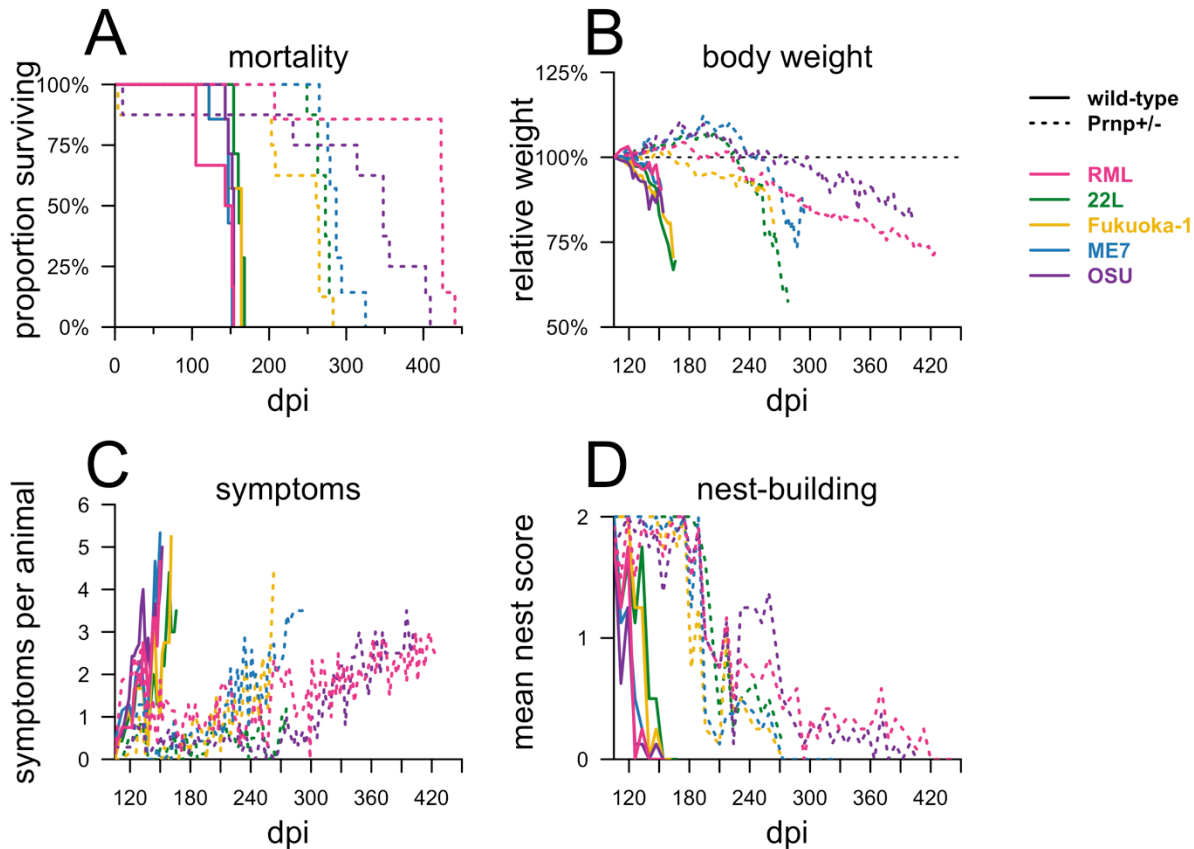 A
mortality
proportion surviving
100%
75%
50%
25%
0%
0
100
200
300
400
dpi
B
body weight
relative weight
125%
100%
75%
50%
120
180
240
300
360
420
dpi
wild-type
Prnp+/-
RML
22L
Fukuoka-1
ME7
OSU
C
symptoms
symptoms per animal
6
5
4
3
2
1
0
120
180
240
300
360
420
dpi
D
nest-building
mean nest score
2
1
0
120
180
240
300
360
420
dpi